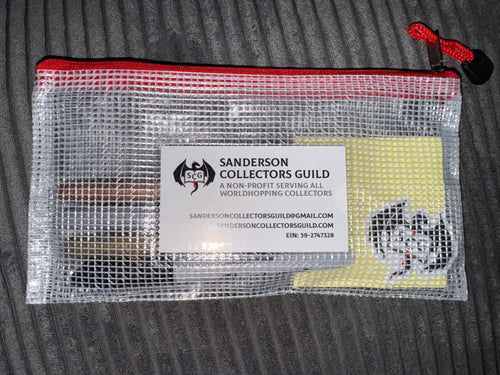 SCG
SANDERSON
COLLECTORS GUILD
A NON-PROFIT SERVING ALL
WORLDHOPPING COLLECTORS
SANDERSONCOLLECTORSGUILD@GMAIL.COM
SANDERSONCOLLECTORSGUILD.COM
EIN: 39-2747328